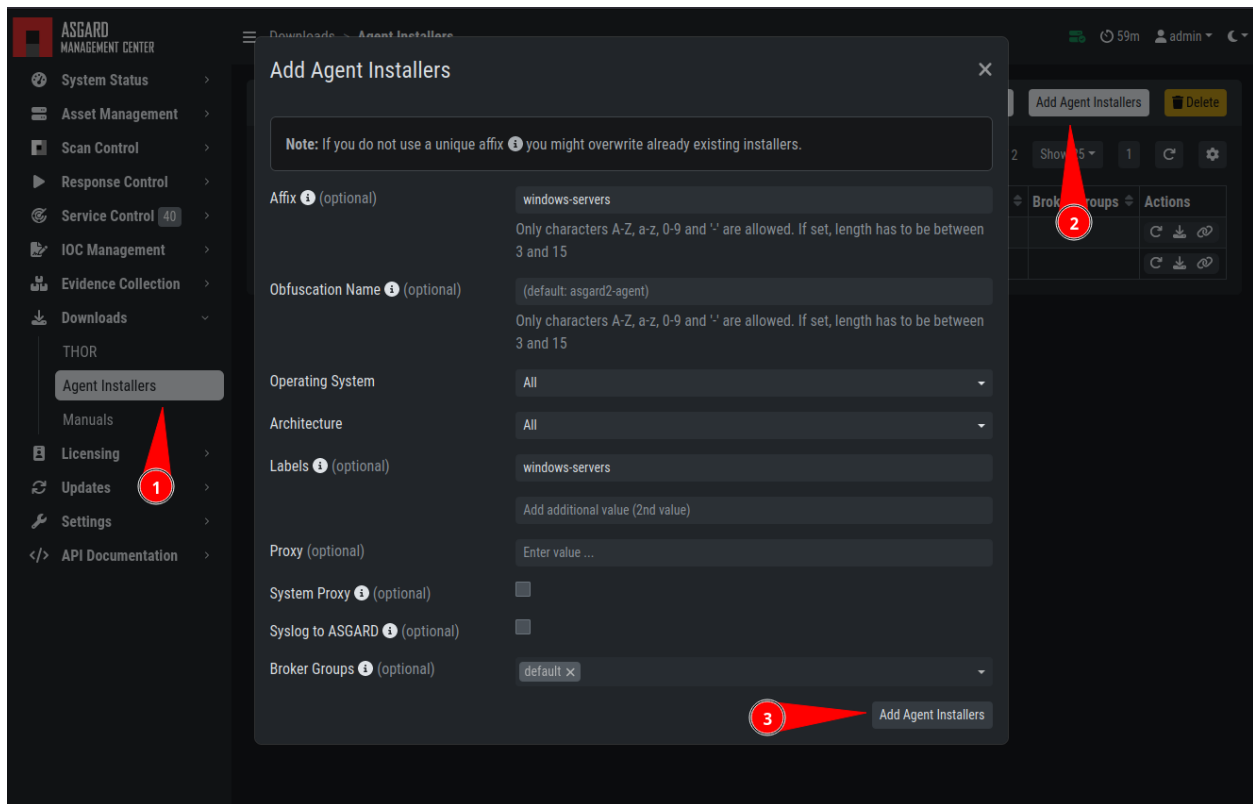 ASGARD
MANAGEMENT CENTER
Downloads > Agent Installers
59m
admin
System Status
Asset Management
Scan Control
Response Control
Service Control 40
IOC Management
Evidence Collection
Downloads
THOR
Agent Installers
Manuals
Licensing
Updates
Settings
API Documentation
1
Add Agent Installers
Note: If you do not use a unique affix you might overwrite already existing installers.
Affix (optional)
windows-servers
Only characters A-Z, a-z, 0-9 and '-' are allowed. If set, length has to be between
3 and 15
Obfuscation Name (optional)
(default: asgard2-agent)
Only characters A-Z, a-z, 0-9 and '-' are allowed. If set, length has to be between
3 and 15
Operating System
All
Architecture
All
Labels (optional)
windows-servers
Add additional value (2nd value)
Proxy (optional)
Enter value ...
System Proxy (optional)
Syslog to ASGARD (optional)
Broker Groups (optional)
default
3
Add Agent Installers
Add Agent Installers
Delete
2
1
Actions
2